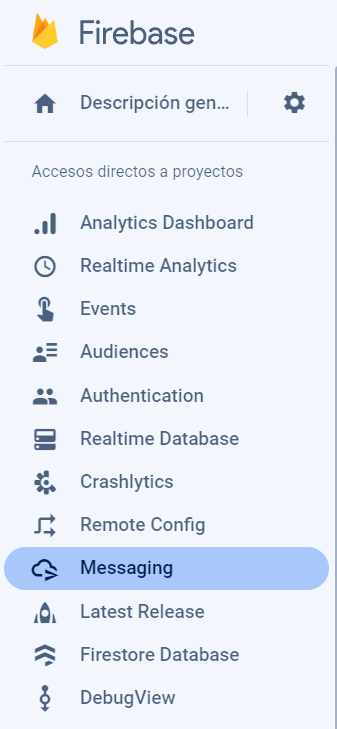 Firebase
Descripción gen...
Accesos directos a proyectos
Analytics Dashboard
Realtime Analytics
Events
Audiences
Authentication
Realtime Database
Crashlytics
Remote Config
Messaging
Latest Release
Firestore Database
DebugView